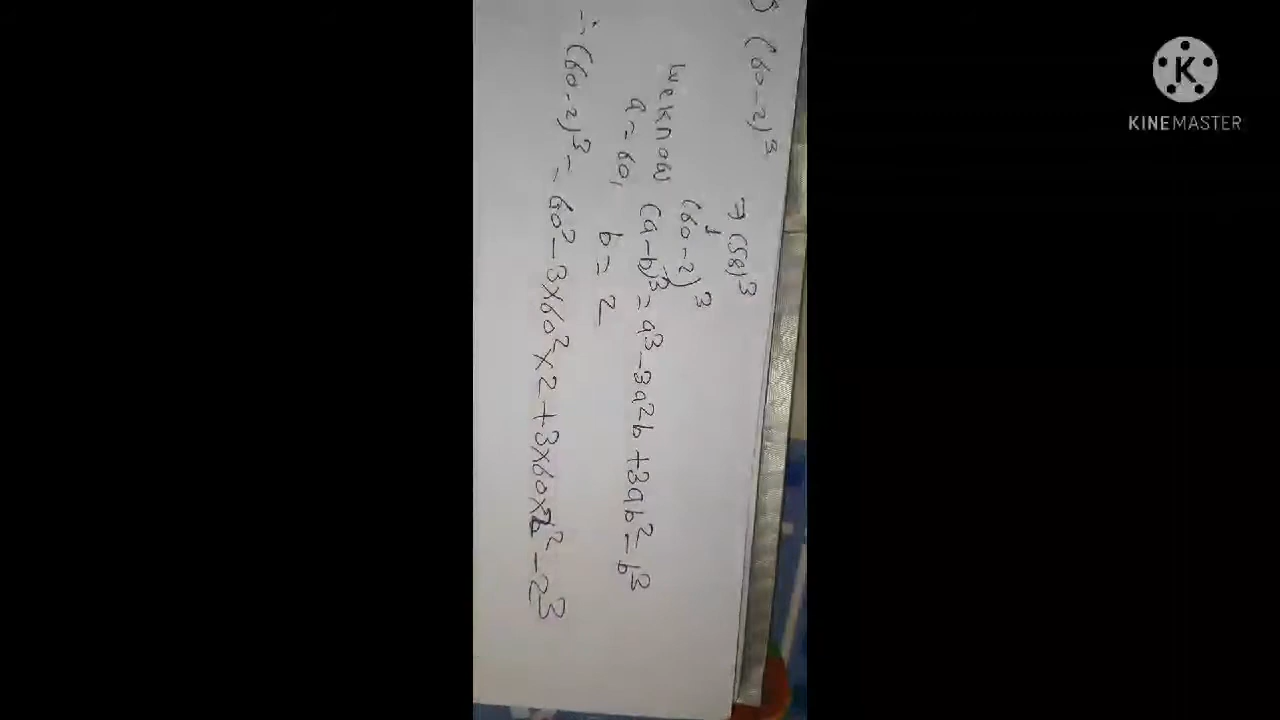 (60-2)³
⇒ (58)³
(60-2)³
we know (a-b)³ = a³ - 3a²b + 3ab² - b³
a = 60, b = 2
∴ (60-2)³ = 60² - 3×60²×2 + 3×60×2² - 2³
K
KINEMASTER